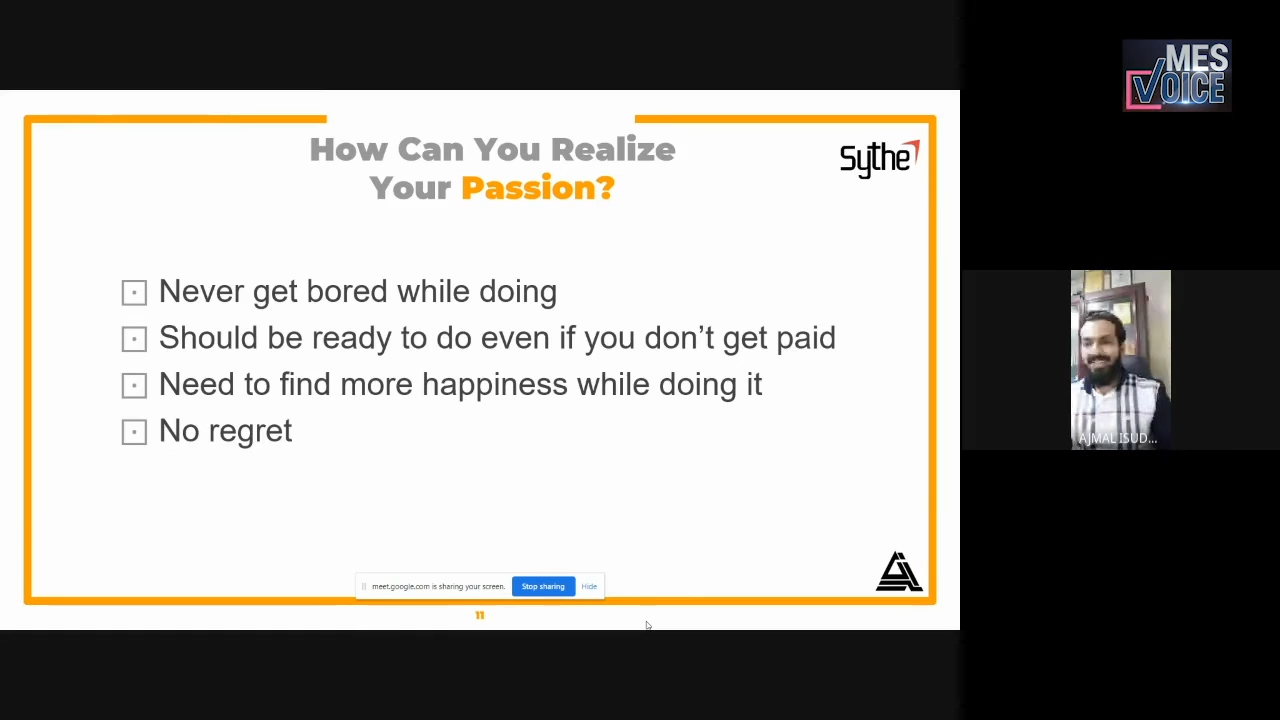 MES
VOICE
How Can You Realize
Your Passion?
Sythe
Never get bored while doing
Should be ready to do even if you don't get paid
Need to find more happiness while doing it
No regret
AJMAL ISUD...
meet.google.com is sharing your screen.
Stop sharing
Hide
11